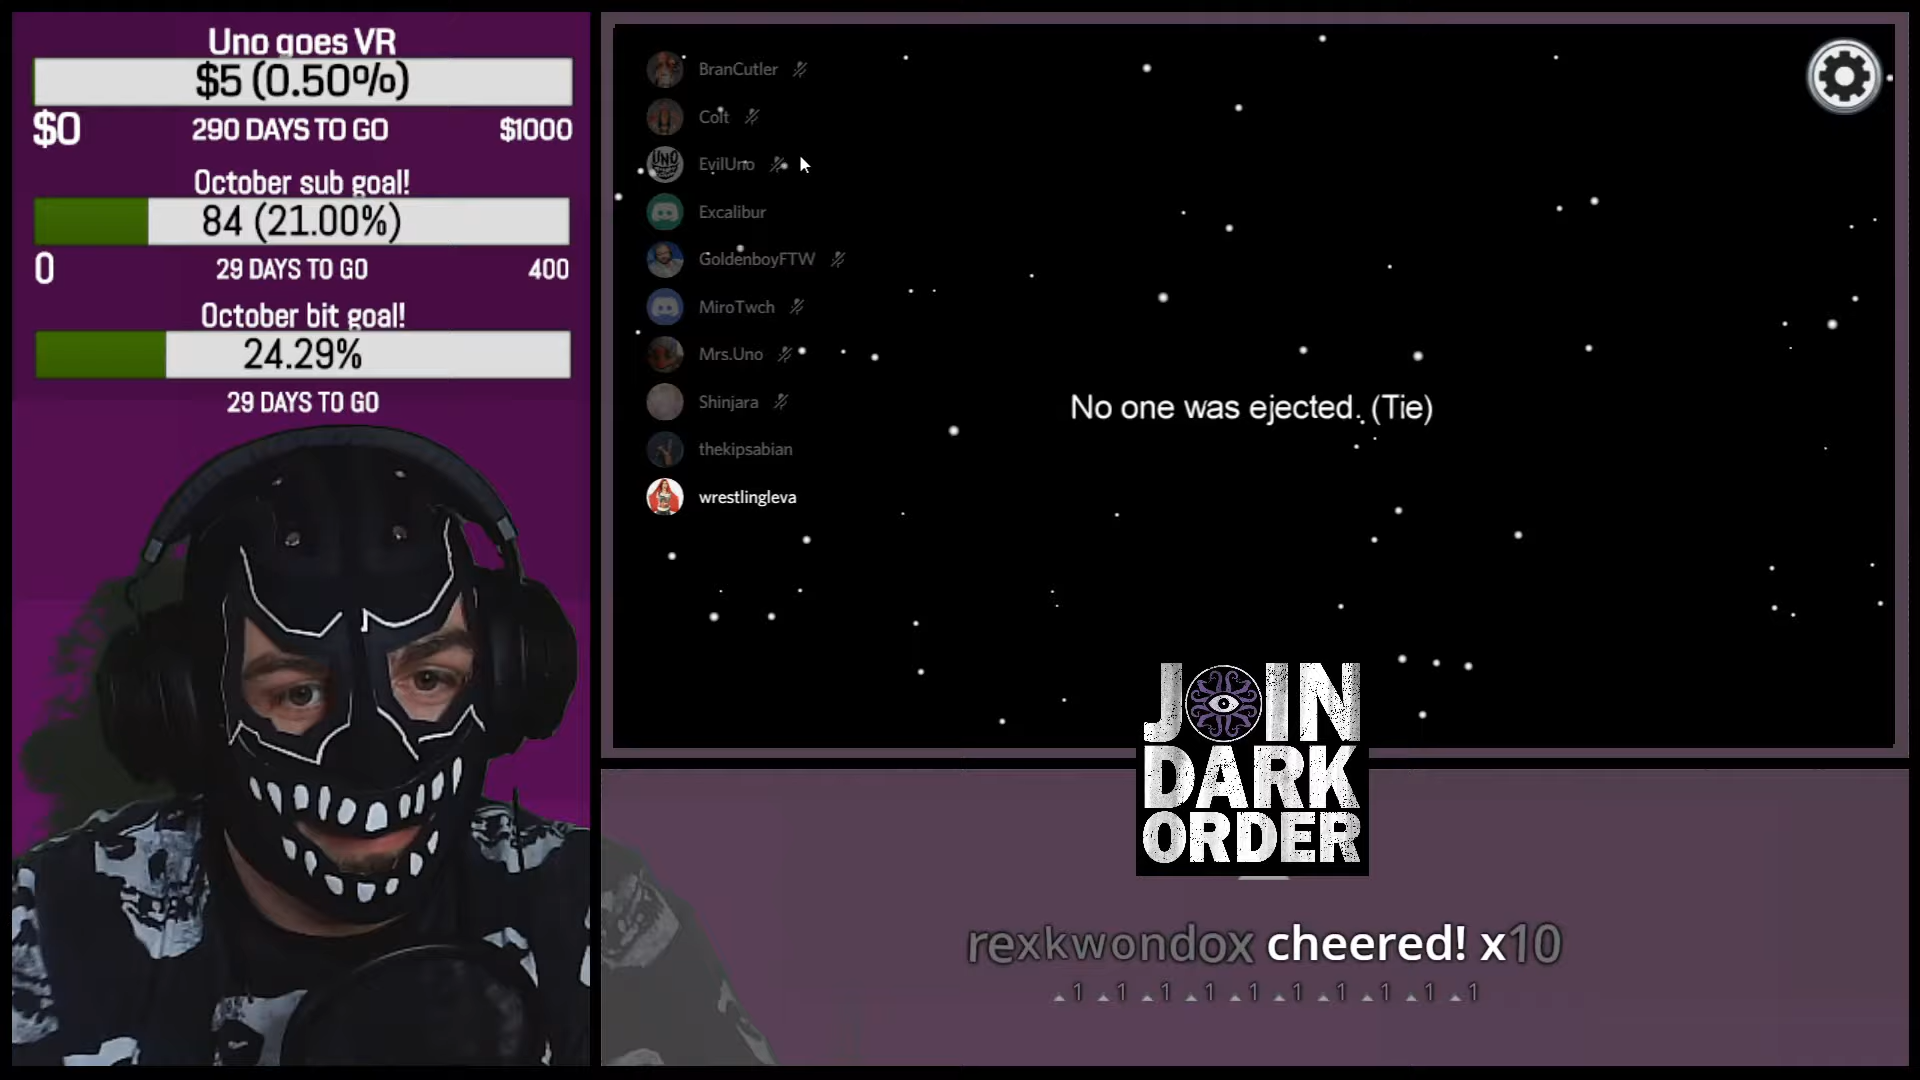 Uno goes VR
$5 (0.50%)
$0 290 DAYS TO GO $1000
October sub goal!
84 (21.00%)
0 29 DAYS TO GO 400
October bit goal!
24.29%
29 DAYS TO GO
BranCutler
Colt
UNO
EvilUno
Excalibur
GoldenboyFTW
MiroTwch
Mrs.Uno
Shinjara
thekipsabian
wrestlingleva
No one was ejected. (Tie)
JOIN
DARK
ORDER
rexkwondox cheered! x10
1 1 1 1 1 1 1 1 1 1